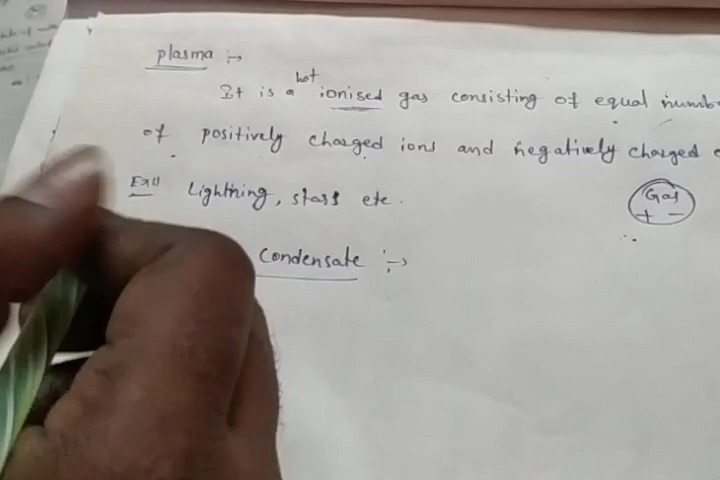 plasma :→
It is a hot ionised gas consisting of equal
of positively charged ions and negatively charged
Ex:1 Lightning, stars etc.
Gas
+ −
Condensate :→